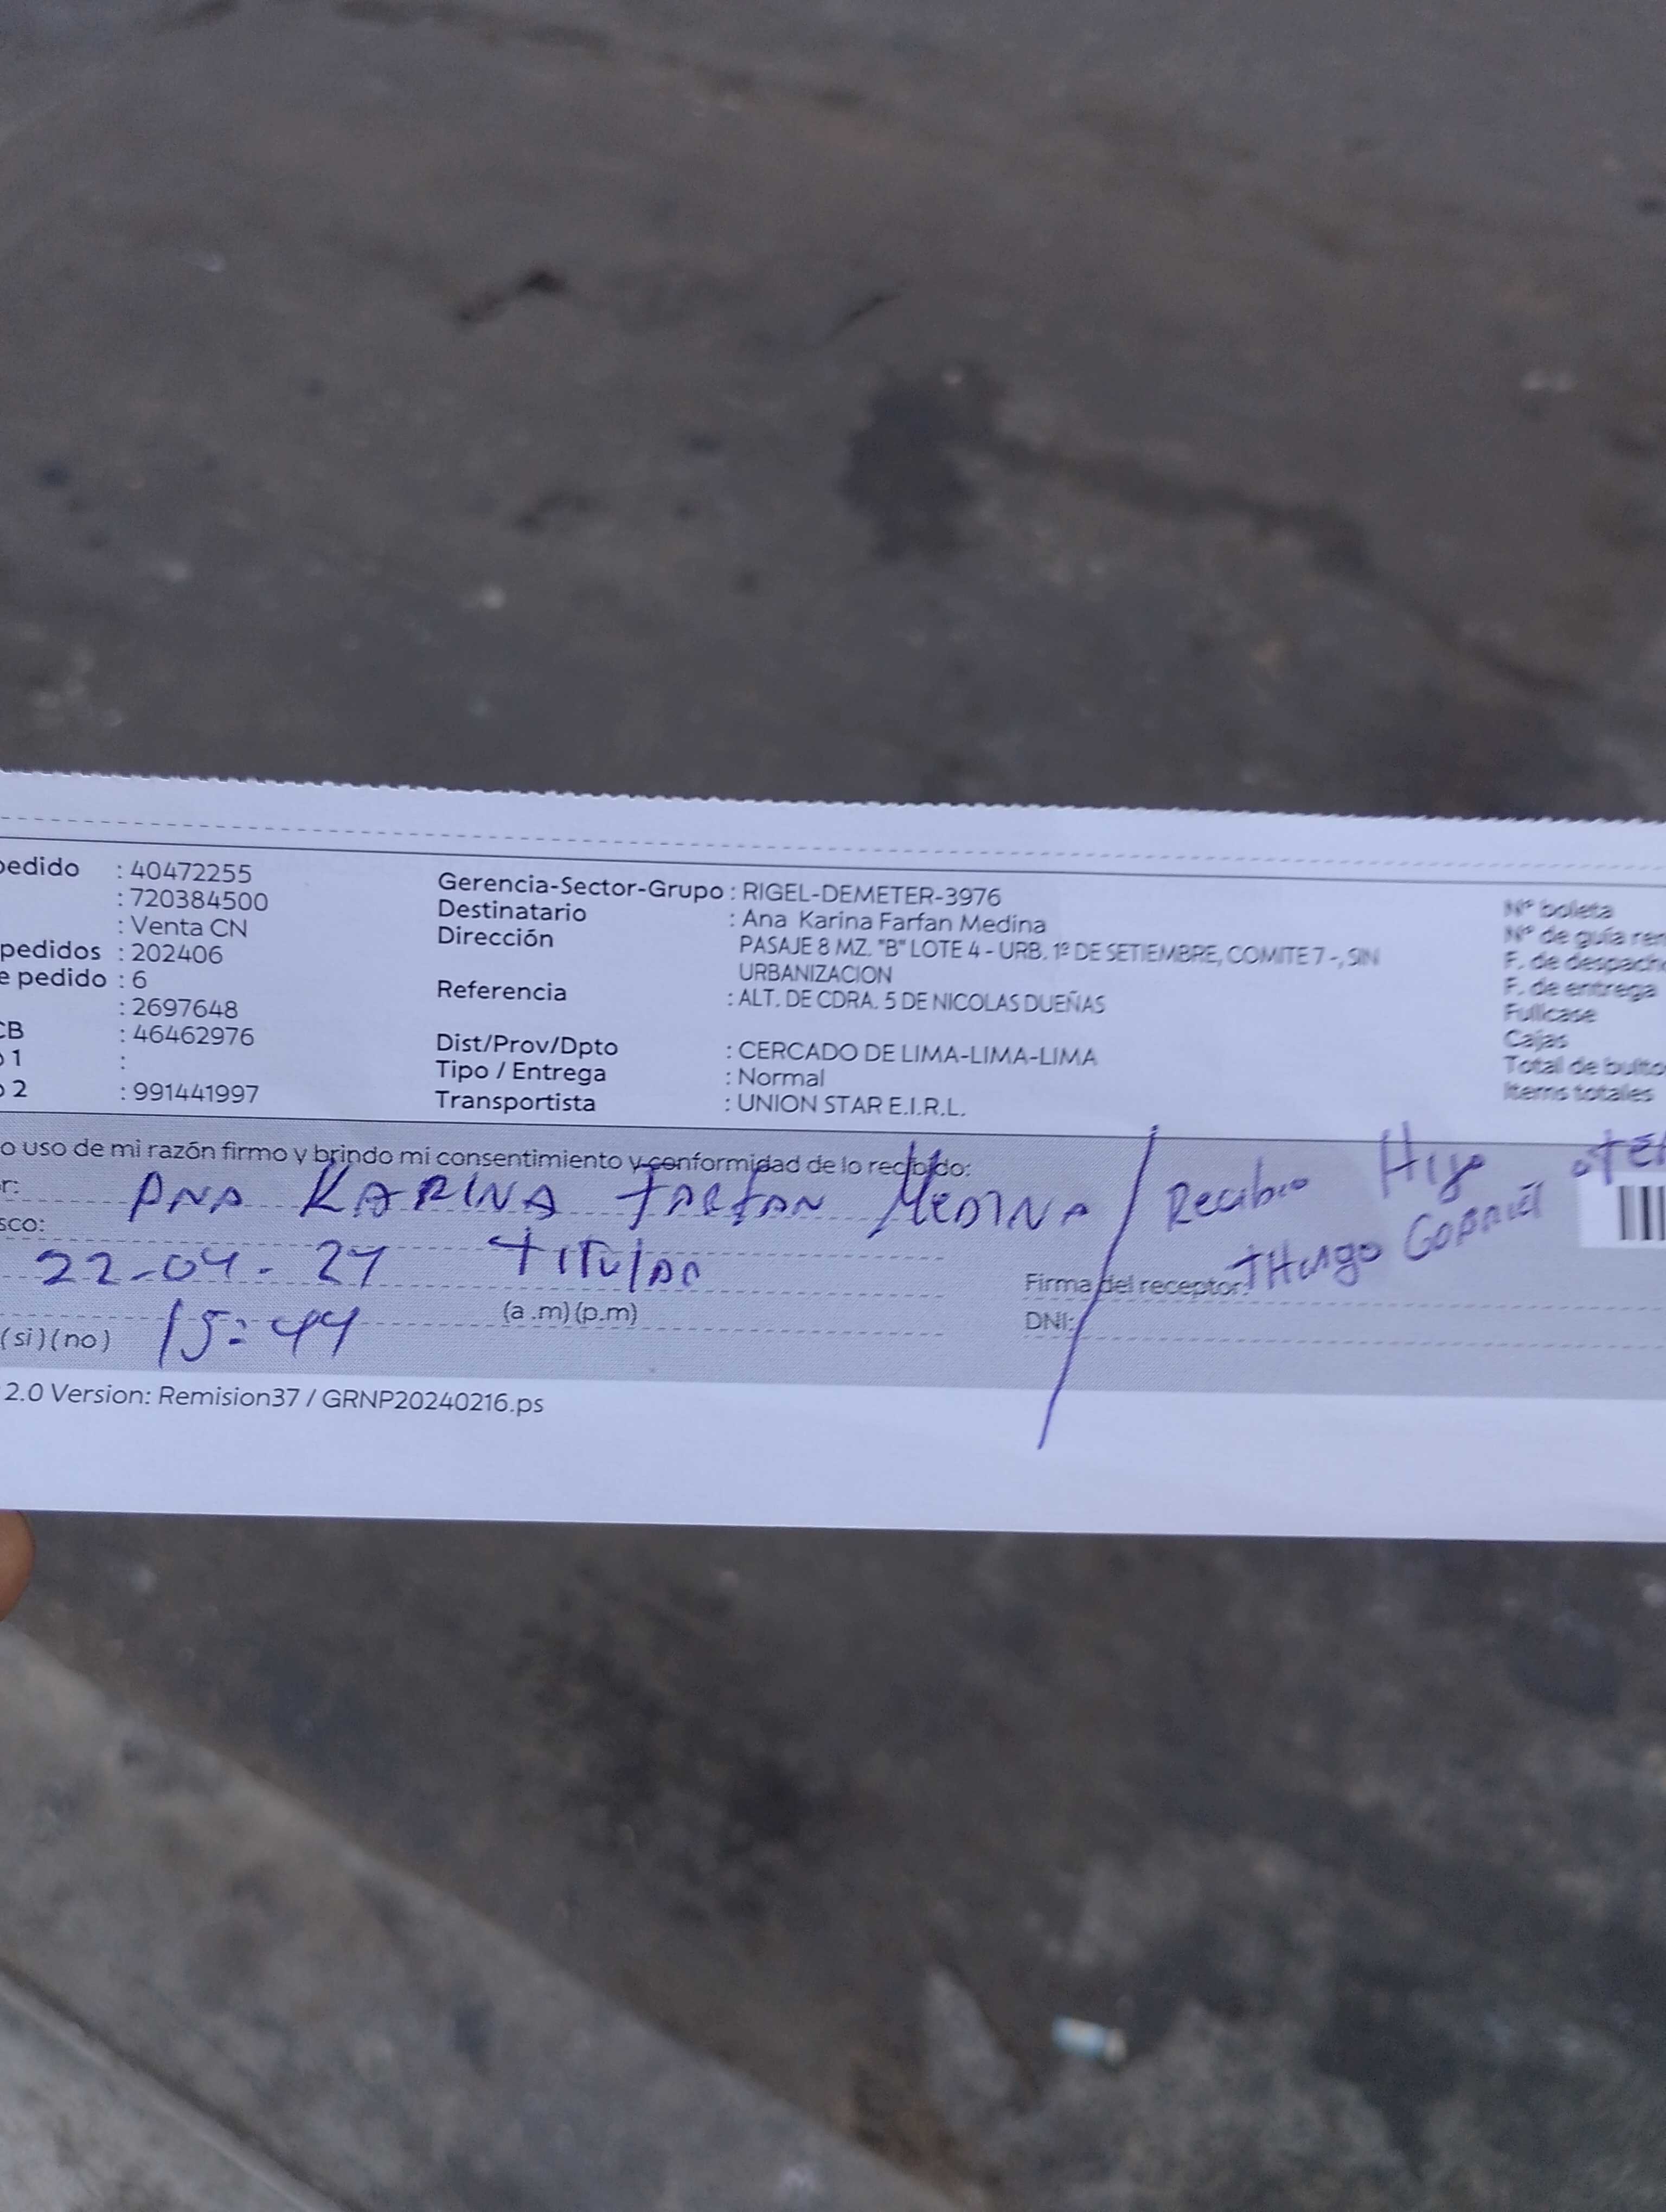 pedido : 40472255
: 720384500
: Venta CN
pedidos : 202406
e pedido : 6
: 2697648
CB : 46462976
o 1 :
o 2 : 991441997
Gerencia-Sector-Grupo : RIGEL-DEMETER-3976
Destinatario : Ana Karina Farfan Medina
Dirección PASAJE 8 MZ. "B" LOTE 4 - URB. 1º DE SETIEMBRE, COMITE 7 -, SIN
URBANIZACION
Referencia : ALT. DE CDRA. 5 DE NICOLAS DUEÑAS
Dist/Prov/Dpto : CERCADO DE LIMA-LIMA-LIMA
Tipo / Entrega : Normal
Transportista : UNION STAR E.I.R.L.
Nº boleta
Nº de guía rem
F. de despacho
F. de entrega
Fullcase
Cajas
Total de bulto
Items totales
o uso de mi razón firmo y brindo mi consentimiento y conformidad de lo recibido:
r: ANA KARINA FARFAN MEDINA / Recibio Hijo
sco:
22-04-24 Titular
Firma del receptor: THiago Gabriel
(a .m) (p.m)
DNI:
(si) (no) 15:44
2.0 Version: Remision37 / GRNP20240216.ps